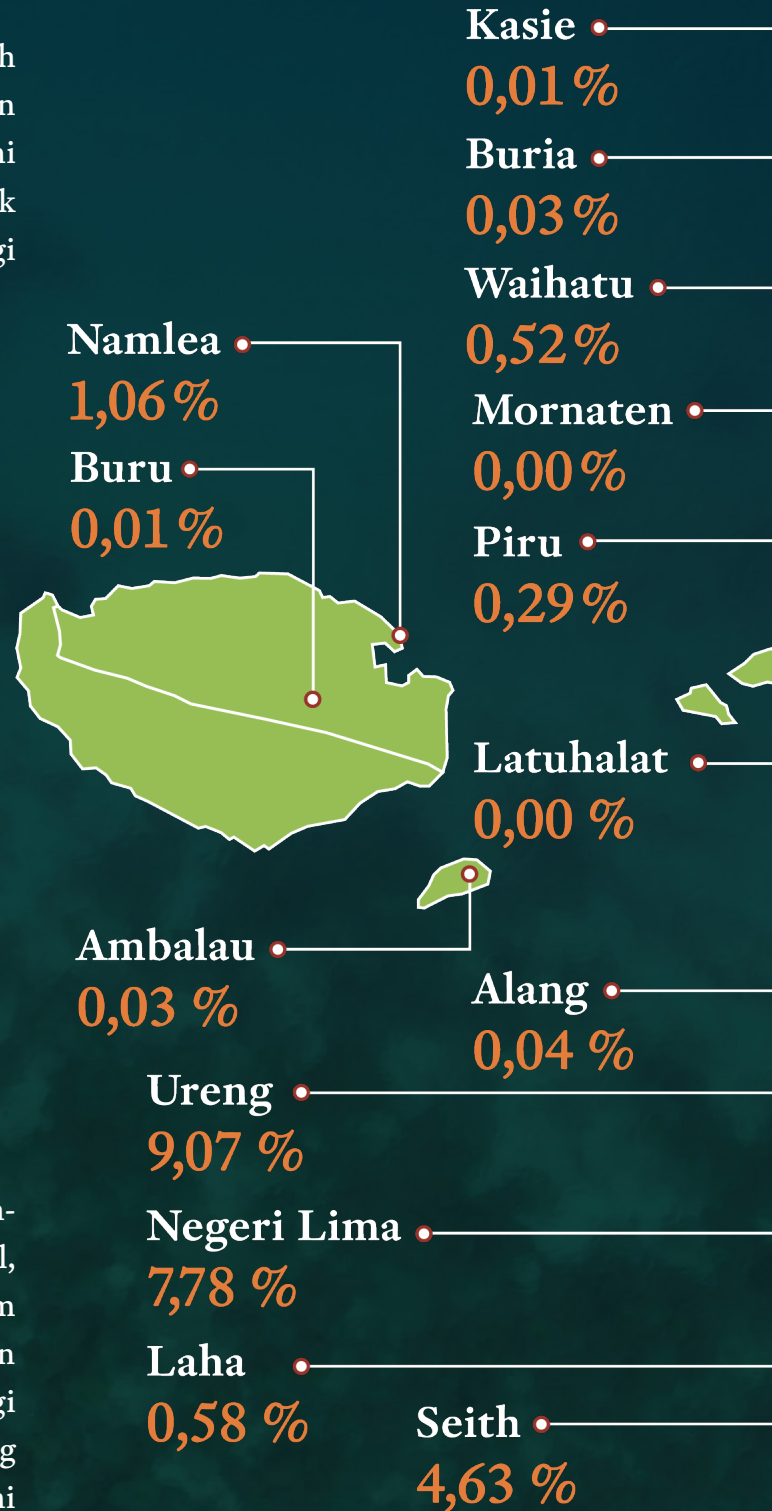 Kasie
0,01 %
Buria
0,03 %
Waihatu
0,52 %
Mornaten
0,00 %
Piru
0,29 %
Namlea
1,06 %
Buru
0,01 %
Latuhalat
0,00 %
Ambalau
0,03 %
Alang
0,04 %
Ureng
9,07 %
Negeri Lima
7,78 %
Laha
0,58 %
Seith
4,63 %